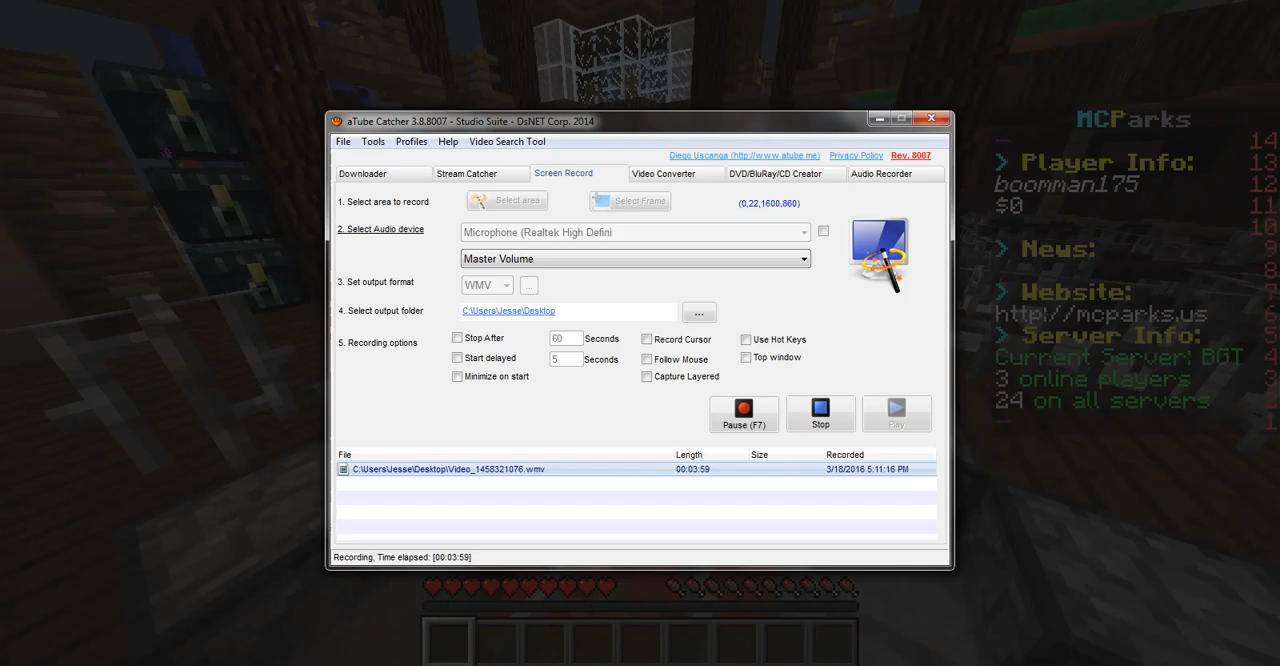 aTube Catcher 3.8.8007 - Studio Suite - DsNET Corp. 2014
File Tools Profiles Help Video Search Tool
Diego Uscanga (http://www.atube.me) Privacy Policy Rev. 8007
Downloader Stream Catcher Screen Record Video Converter DVD/BluRay/CD Creator Audio Recorder
1. Select area to record Select area Select Frame (0,22,1600,860)
2. Select Audio device Microphone (Realtek High Defini
Master Volume
3. Set output format WMV ...
4. Select output folder C:\Users\Jesse\Desktop ...
5. Recording options
Stop After 60 Seconds Record Cursor Use Hot Keys
Start delayed 5 Seconds Follow Mouse Top window
Minimize on start Capture Layered
Pause (F7) Stop Play
File Length Size Recorded
C:\Users\Jesse\Desktop\Video_1458321076.wmv 00:03:59 3/18/2016 5:11:16 PM
Recording, Time elapsed: [00:03:59]
MCParks
_ 14
> Player Info: 13
boomman175 12
$0 11
10
> News: 9
8
> Website: 7
http://mcparks.us 6
> Server Info: 5
Current Server: BGT 4
3 online players 3
24 on all servers 2
_ 1